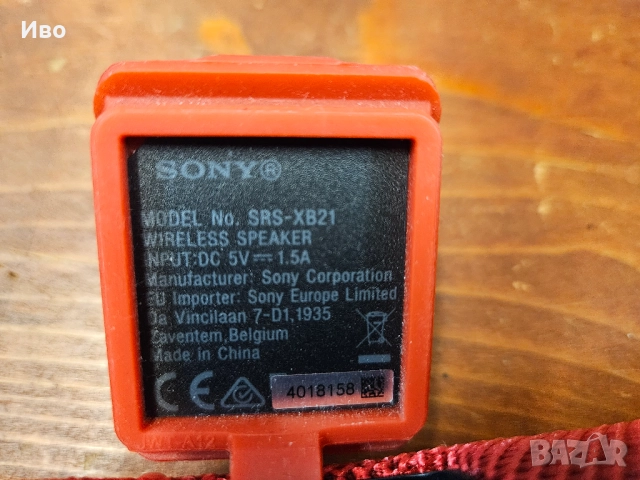 Иво
SONY®
MODEL No. SRS-XB21
WIRELESS SPEAKER
INPUT:DC 5V⎓1.5A
Manufacturer: Sony Corporation
EU Importer: Sony Europe Limited
Da Vincilaan 7-D1,1935
Zaventem,Belgium
Made in China
CE
4018158
BAZAR